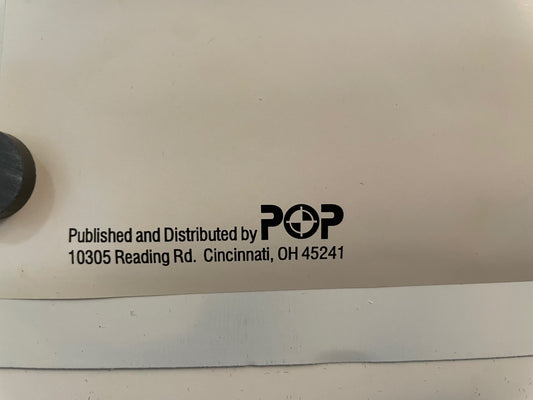 Published and Distributed by POP
10305 Reading Rd. Cincinnati, OH 45241